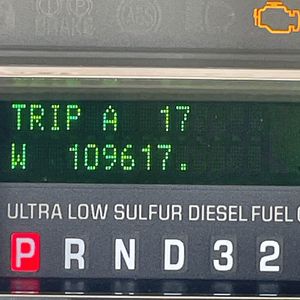 TRIP A 17
W 109617.
ULTRA LOW SULFUR DIESEL FUEL
P R N D 3 2